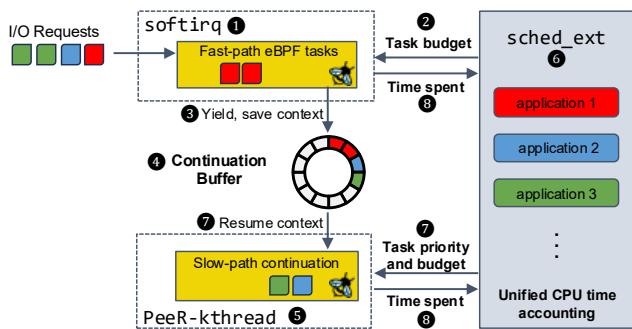 I/O Requests
softirq ❶
Fast-path eBPF tasks
❷
Task budget
Time spent
❽
sched_ext
❻
application 1
application 2
application 3
❸ Yield, save context
❹ Continuation
Buffer
❼ Resume context
Slow-path continuation
PeeR-kthread ❺
❼
Task priority
and budget
Time spent
❽
Unified CPU time
accounting